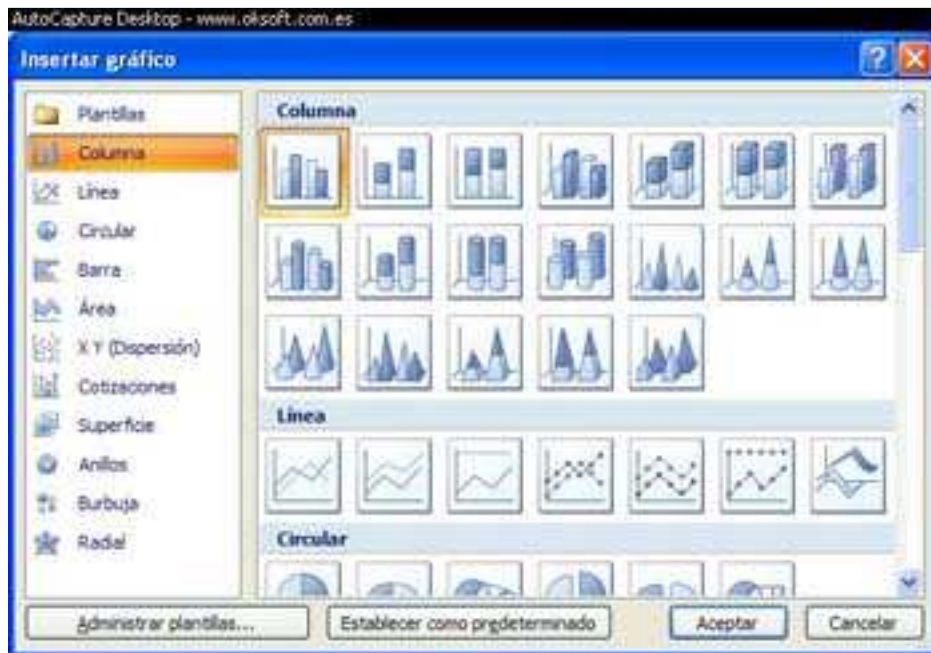 AutoCapture Desktop - www.oksoft.com.es
Insertar gráfico
Plantillas
Columna
Línea
Circular
Barra
Área
X Y (Dispersión)
Cotizaciones
Superficie
Anillos
Burbuja
Radial
Columna
Línea
Circular
Administrar plantillas...
Establecer como predeterminado
Aceptar
Cancelar